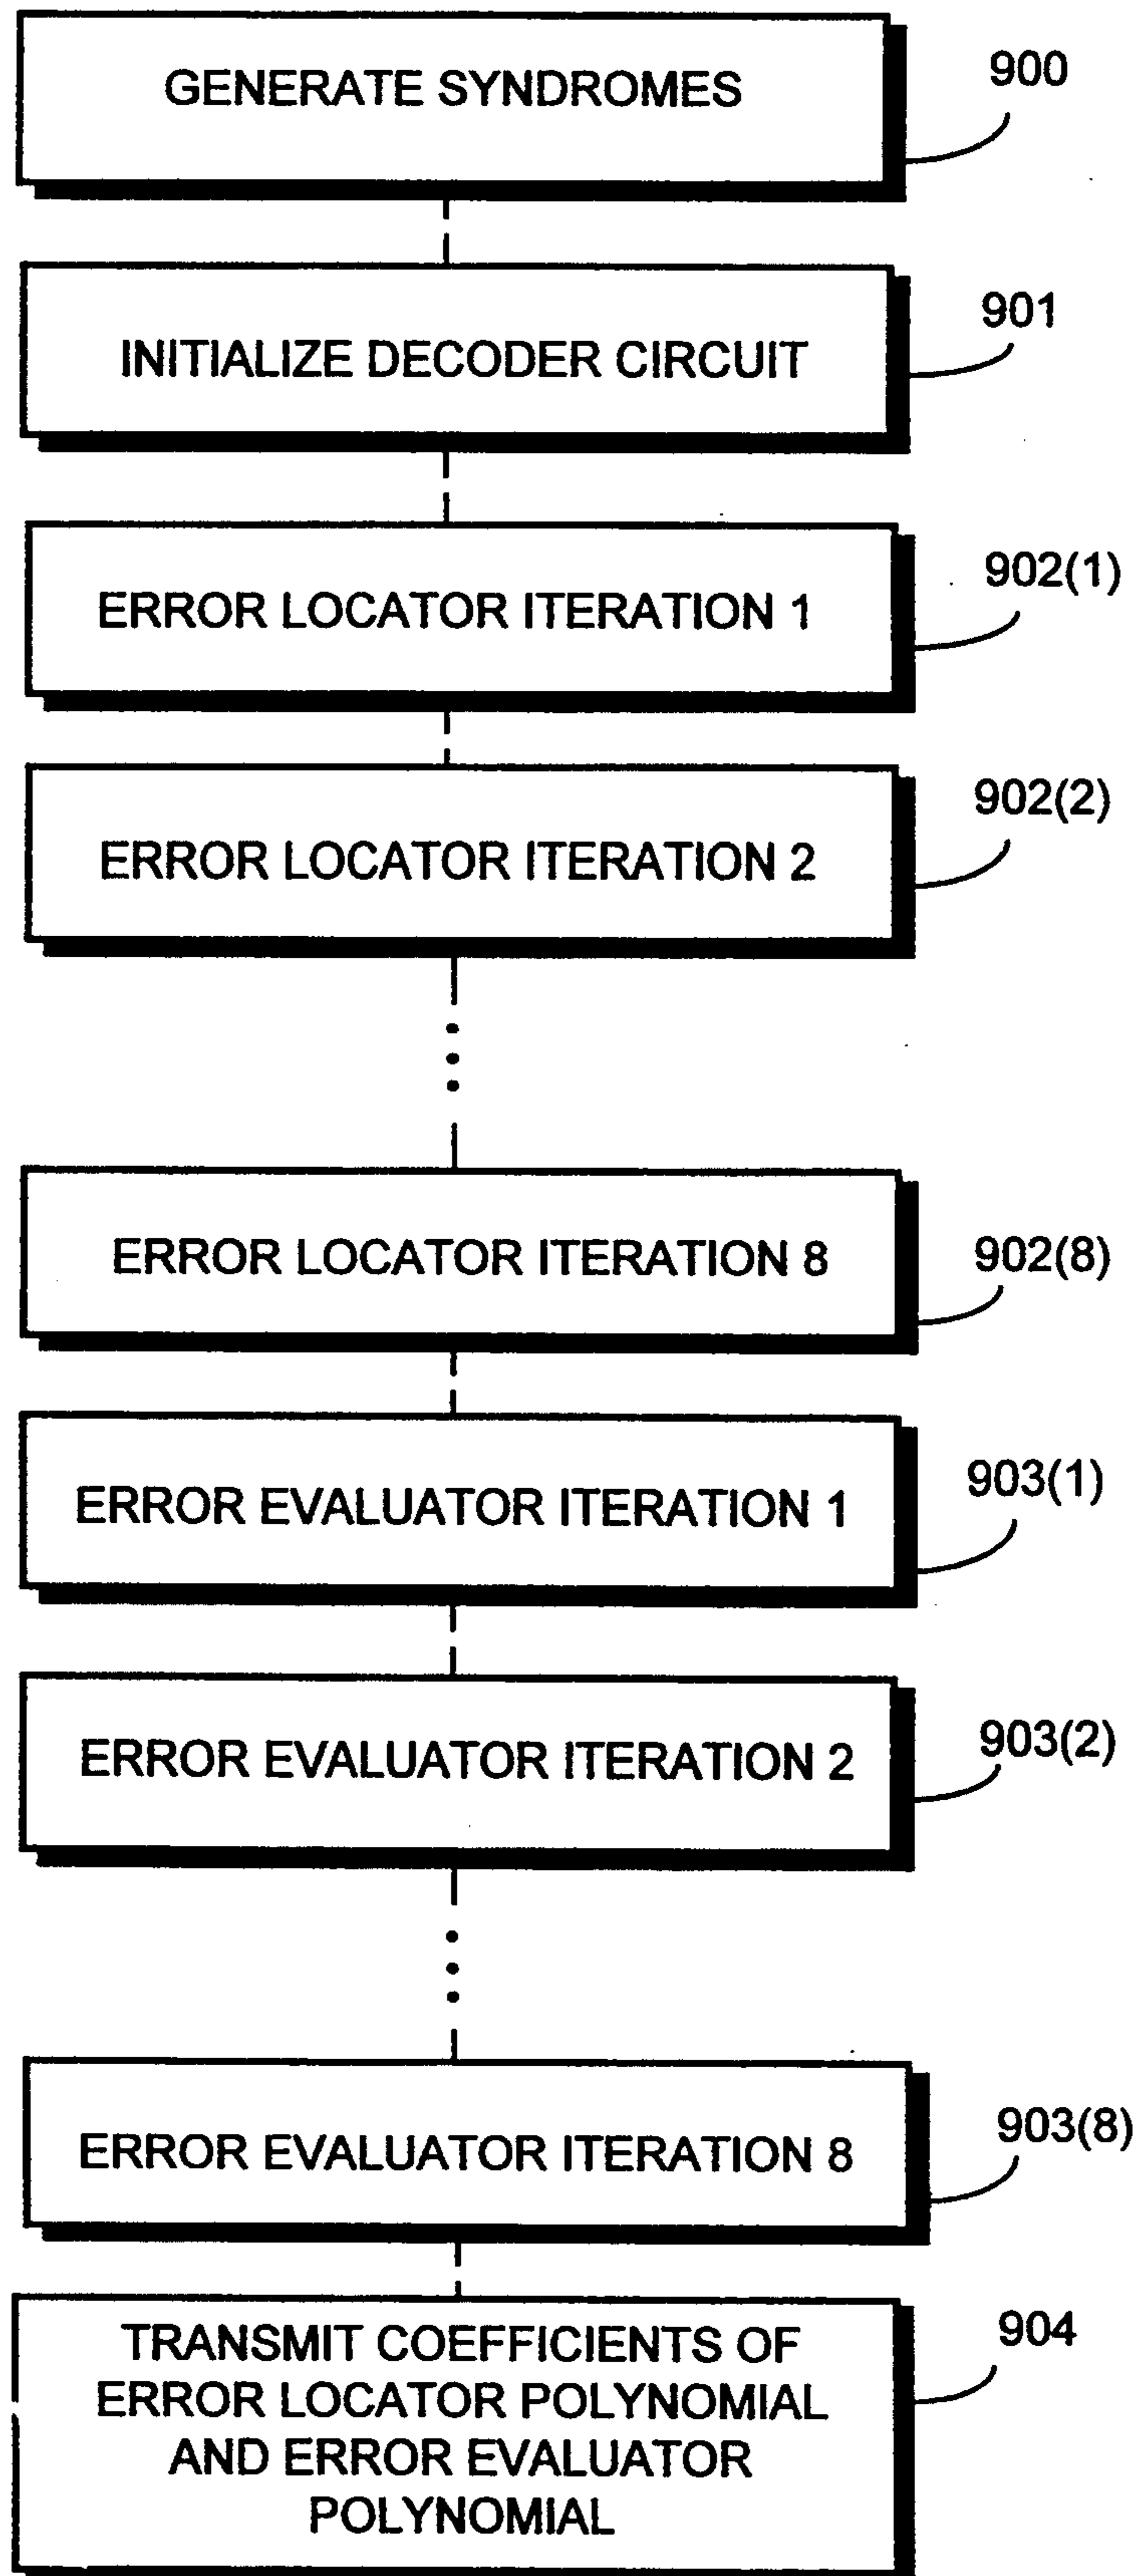 GENERATE SYNDROMES
900
INITIALIZE DECODER CIRCUIT
901
ERROR LOCATOR ITERATION 1
902(1)
ERROR LOCATOR ITERATION 2
902(2)
ERROR LOCATOR ITERATION 8
902(8)
ERROR EVALUATOR ITERATION 1
903(1)
ERROR EVALUATOR ITERATION 2
903(2)
ERROR EVALUATOR ITERATION 8
903(8)
TRANSMIT COEFFICIENTS OF
ERROR LOCATOR POLYNOMIAL
AND ERROR EVALUATOR
POLYNOMIAL
904